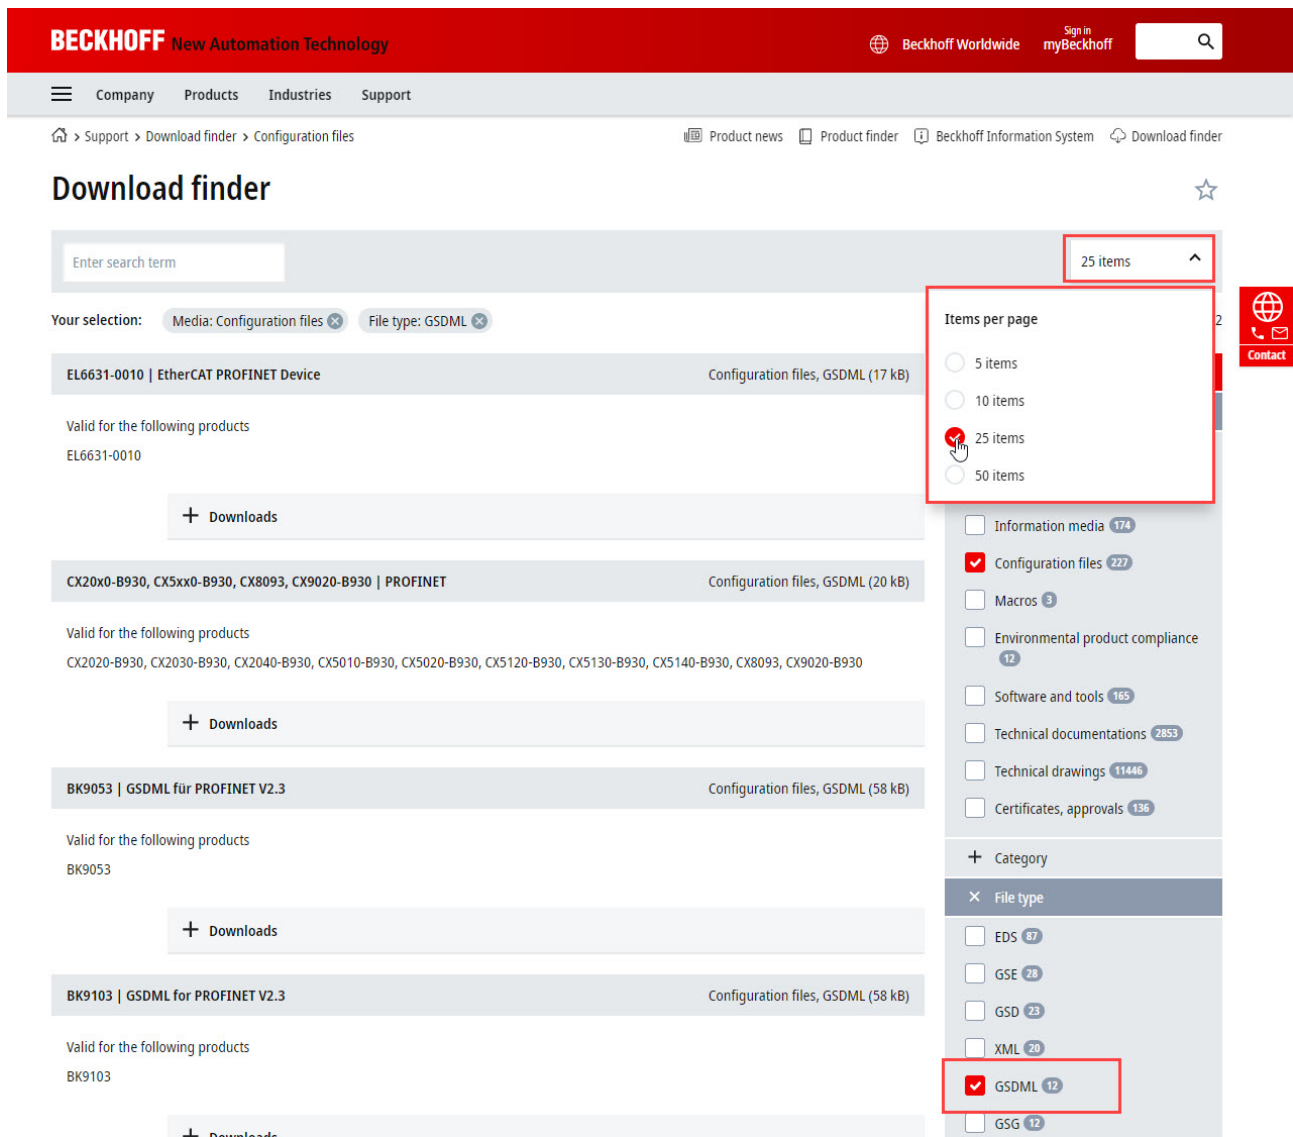 BECKHOFF New Automation Technology
Beckhoff Worldwide
Sign in
myBeckhoff
Company Products Industries Support
> Support > Download finder > Configuration files
Product news Product finder Beckhoff Information System Download finder
Download finder
Enter search term
25 items
Your selection: Media: Configuration files File type: GSDML
2
Items per page
5 items
10 items
25 items
50 items
Contact
EL6631-0010 | EtherCAT PROFINET Device Configuration files, GSDML (17 kB)
Valid for the following products
EL6631-0010
+ Downloads
CX20x0-B930, CX5xx0-B930, CX8093, CX9020-B930 | PROFINET Configuration files, GSDML (20 kB)
Valid for the following products
CX2020-B930, CX2030-B930, CX2040-B930, CX5010-B930, CX5020-B930, CX5120-B930, CX5130-B930, CX5140-B930, CX8093, CX9020-B930
+ Downloads
BK9053 | GSDML für PROFINET V2.3 Configuration files, GSDML (58 kB)
Valid for the following products
BK9053
+ Downloads
BK9103 | GSDML for PROFINET V2.3 Configuration files, GSDML (58 kB)
Valid for the following products
BK9103
+ Downloads
Information media 174
Configuration files 227
Macros 3
Environmental product compliance
12
Software and tools 165
Technical documentations 2853
Technical drawings 11446
Certificates, approvals 136
+ Category
× File type
EDS 87
GSE 28
GSD 23
XML 20
GSDML 12
GSG 12